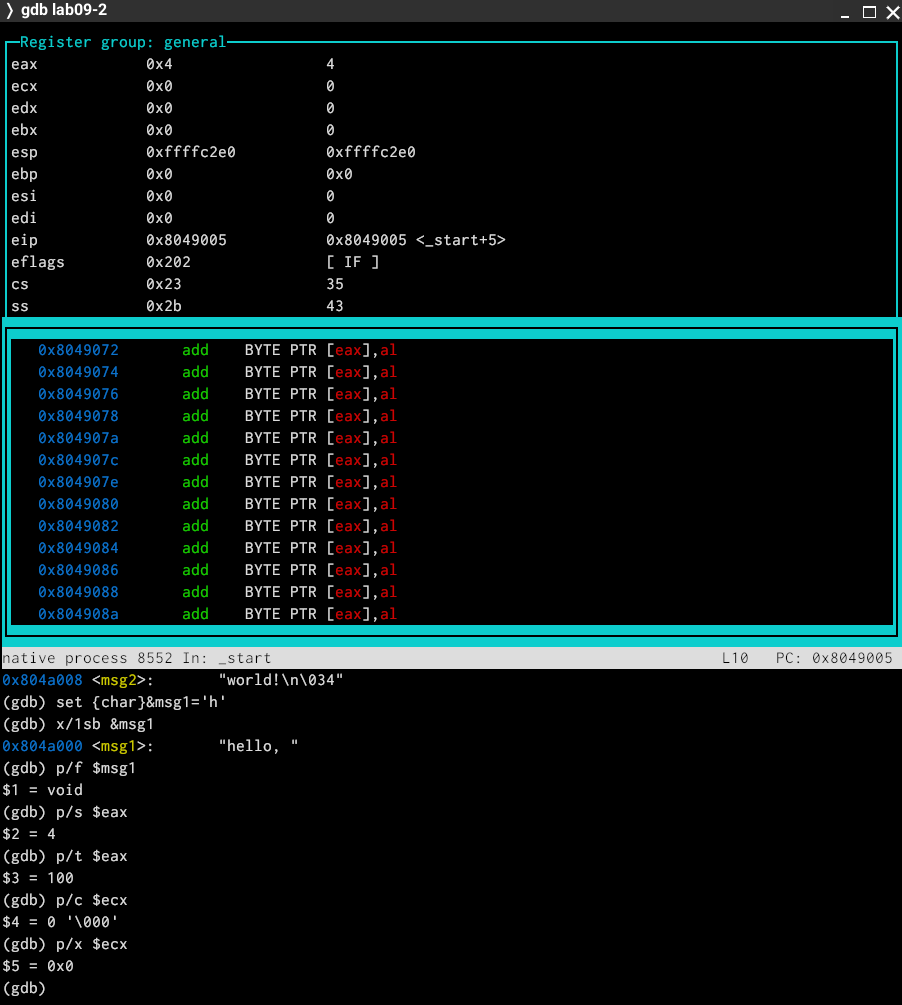 ❭ gdb lab09-2
Register group: general
eax 0x4 4
ecx 0x0 0
edx 0x0 0
ebx 0x0 0
esp 0xffffc2e0 0xffffc2e0
ebp 0x0 0x0
esi 0x0 0
edi 0x0 0
eip 0x8049005 0x8049005 <_start+5>
eflags 0x202 [ IF ]
cs 0x23 35
ss 0x2b 43
0x8049072 add BYTE PTR [eax],al
0x8049074 add BYTE PTR [eax],al
0x8049076 add BYTE PTR [eax],al
0x8049078 add BYTE PTR [eax],al
0x804907a add BYTE PTR [eax],al
0x804907c add BYTE PTR [eax],al
0x804907e add BYTE PTR [eax],al
0x8049080 add BYTE PTR [eax],al
0x8049082 add BYTE PTR [eax],al
0x8049084 add BYTE PTR [eax],al
0x8049086 add BYTE PTR [eax],al
0x8049088 add BYTE PTR [eax],al
0x804908a add BYTE PTR [eax],al
native process 8552 In: _start L10 PC: 0x8049005
0x804a008 <msg2>: "world!\n\034"
(gdb) set {char}&msg1='h'
(gdb) x/1sb &msg1
0x804a000 <msg1>: "hello, "
(gdb) p/f $msg1
$1 = void
(gdb) p/s $eax
$2 = 4
(gdb) p/t $eax
$3 = 100
(gdb) p/c $ecx
$4 = 0 '\000'
(gdb) p/x $ecx
$5 = 0x0
(gdb)